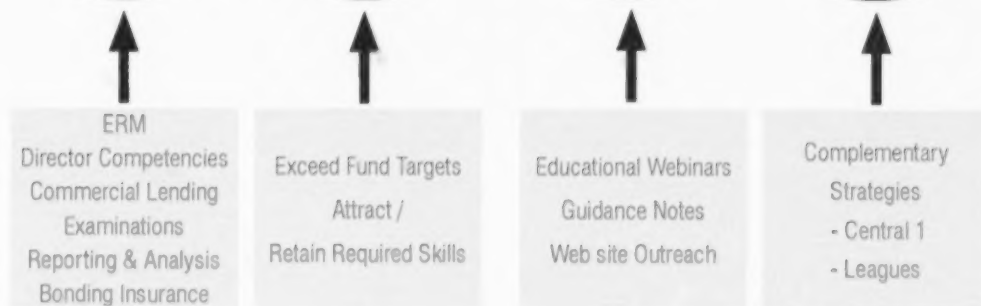 ERM
Director Competencies
Commercial Lending
Examinations
Reporting & Analysis
Bonding Insurance
Exceed Fund Targets
Attract /
Retain Required Skills
Educational Webinars
Guidance Notes
Web site Outreach
Complementary
Strategies
- Central 1
- Leagues